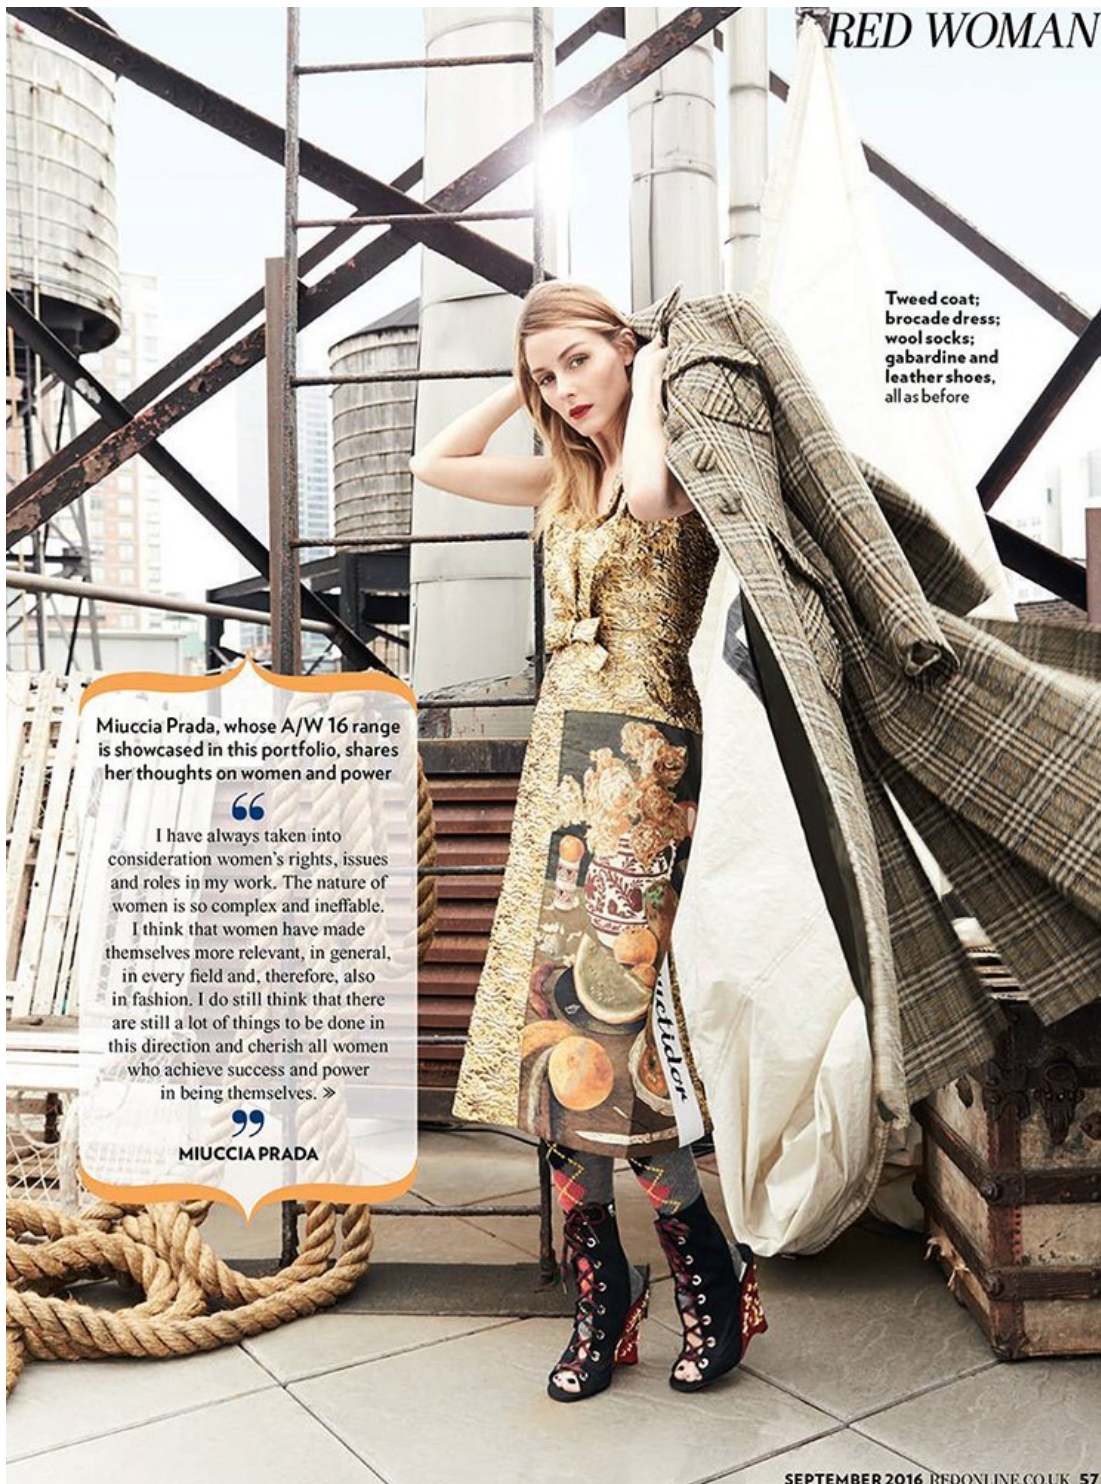 RED WOMAN
Tweed coat;
brocade dress;
wool socks;
gabardine and
leather shoes,
all as before
Miuccia Prada, whose A/W 16 range
is showcased in this portfolio, shares
her thoughts on women and power
“
I have always taken into
consideration women’s rights, issues
and roles in my work. The nature of
women is so complex and ineffable.
I think that women have made
themselves more relevant, in general,
in every field and, therefore, also
in fashion. I do still think that there
are still a lot of things to be done in
this direction and cherish all women
who achieve success and power
in being themselves. »
”
MIUCCIA PRADA
uctidor
SEPTEMBER 2016 REDONLINE.CO.UK 57